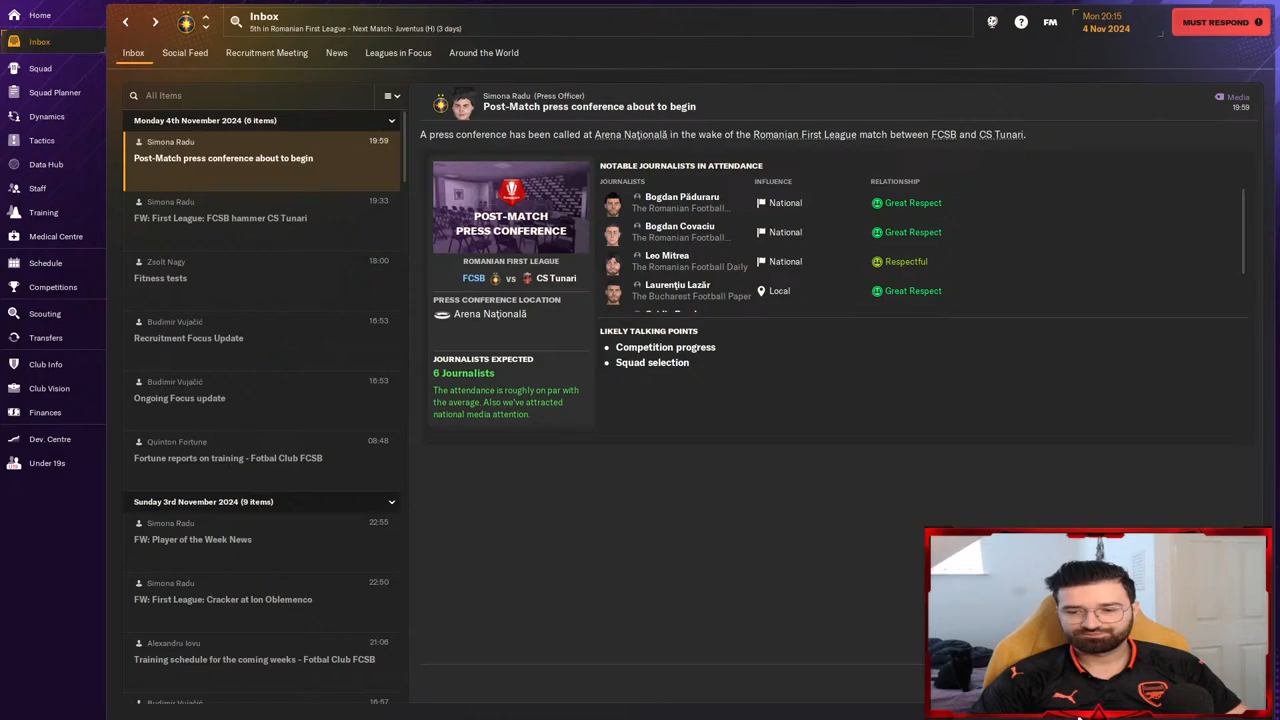 Home
Inbox
Squad
Squad Planner
Dynamics
Tactics
Data Hub
Staff
Training
Medical Centre
Schedule
Competitions
Scouting
Transfers
Club Info
Club Vision
Finances
Dev. Centre
Under 19s
Inbox
5th in Romanian First League - Next Match: Juventus (H) (3 days)
FM
Mon 20:15
4 Nov 2024
MUST RESPOND
Inbox
Social Feed
Recruitment Meeting
News
Leagues in Focus
Around the World
All Items
Monday 4th November 2024 (6 items)
Simona Radu
19:59
Post-Match press conference about to begin
Simona Radu
19:33
FW: First League: FCSB hammer CS Tunari
Zsolt Nagy
18:00
Fitness tests
Budimir Vujačić
16:53
Recruitment Focus Update
Budimir Vujačić
16:53
Ongoing Focus update
Quinton Fortune
08:48
Fortune reports on training - Fotbal Club FCSB
Sunday 3rd November 2024 (9 items)
Simona Radu
22:55
FW: Player of the Week News
Simona Radu
22:50
FW: First League: Cracker at Ion Oblemenco
Alexandru Iovu
21:06
Training schedule for the coming weeks - Fotbal Club FCSB
Budimir Vujačić
16:57
Simona Radu (Press Officer)
Post-Match press conference about to begin
Media
19:59
A press conference has been called at Arena Națională in the wake of the Romanian First League match between FCSB and CS Tunari.
POST-MATCH
PRESS CONFERENCE
ROMANIAN FIRST LEAGUE
FCSB vs CS Tunari
PRESS CONFERENCE LOCATION
Arena Națională
JOURNALISTS EXPECTED
6 Journalists
The attendance is roughly on par with
the average. Also we've attracted
national media attention.
NOTABLE JOURNALISTS IN ATTENDANCE
JOURNALISTS
INFLUENCE
RELATIONSHIP
Bogdan Păduraru
The Romanian Football...
National
Great Respect
Bogdan Covaciu
The Romanian Football...
National
Great Respect
Leo Mitrea
The Romanian Football Daily
National
Respectful
Laurențiu Lazăr
The Bucharest Football Paper
Local
Great Respect
LIKELY TALKING POINTS
• Competition progress
• Squad selection
Arsenal